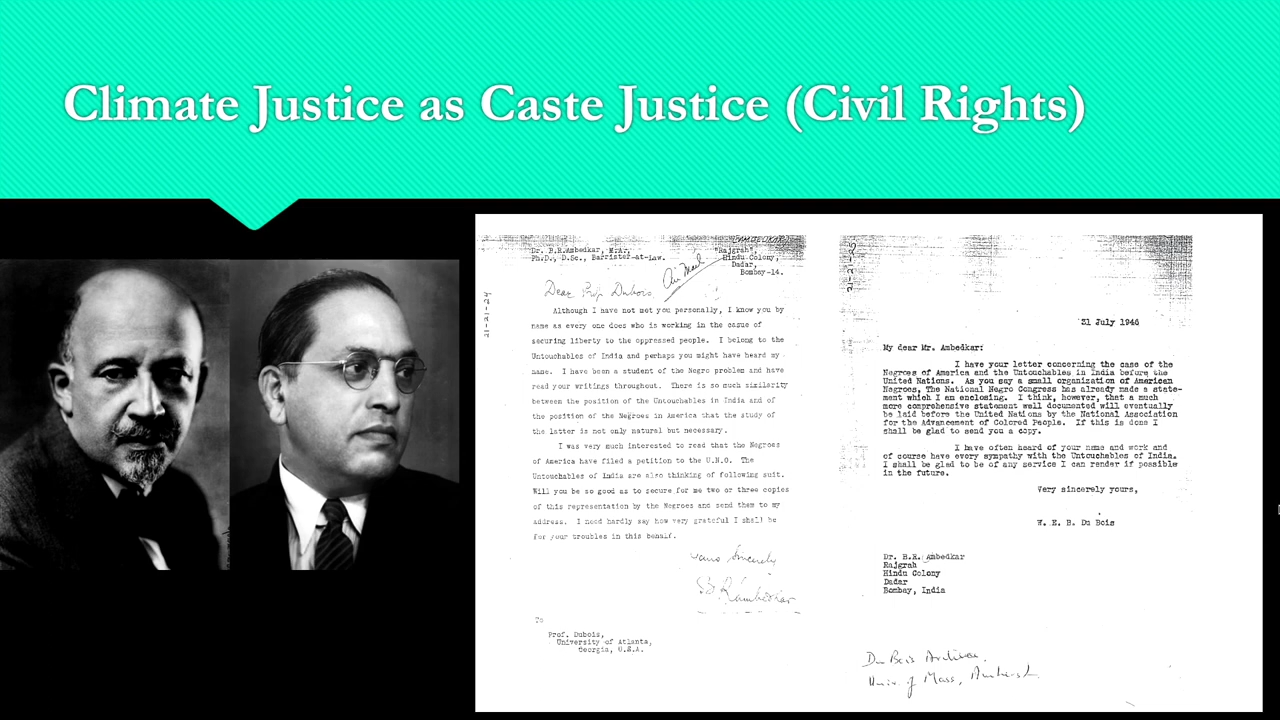 Climate Justice as Caste Justice (Civil Rights)
Dr. B.R.Ambedkar, M.A.
Ph.D., D.Sc., Barrister-at-Law.
"Rajgrah",
Hindu Colony,
Dadar,
Bombay-14.
Air Mail
Dear Prof Dubois,
21-21-24
Although I have not met you personally, I know you by
name as every one does who is working in the cause of
securing liberty to the oppressed people. I belong to the
Untouchables of India and perhaps you might have heard my
name. I have been a student of the Negro problem and have
read your writings throughout. There is so much similarity
between the position of the Untouchables in India and of
the position of the Negroes in America that the study of
the latter is not only natural but necessary.
I was very much interested to read that the Negroes
of America have filed a petition to the U.N.O. The
Untouchables of India are also thinking of following suit.
Will you be so good as to secure for me two or three copies
of this representation by the Negroes and send them to my
address. I need hardly say how very grateful I shall be
for your troubles in this behalf.
Yours Sincerely
BRAmbedkar
To
Prof. Dubois,
University of Atlanta,
Georgia, U.S.A.
21-21-25
31 July 1946
My dear Mr. Ambedkar:
I have your letter concerning the case of the
Negroes of America and the Untouchables in India before the
United Nations. As you say a small organization of American
Negroes, The National Negro Congress has already made a state-
ment which I am enclosing. I think, however, that a much
more comprehensive statement well documented will eventually
be laid before the United Nations by the National Association
for the Advancement of Colored People. If this is done I
shall be glad to send you a copy.
I have often heard of your name and work and
of course have every sympathy with the Untouchables of India.
I shall be glad to be of any service I can render if possible
in the future.
Very sincerely yours,
W. E. B. Du Bois
Dr. B.R. Ambedkar
Rajgrah
Hindu Colony
Dadar
Bombay, India
Du Bois Archives,
Univ. of Mass, Amherst